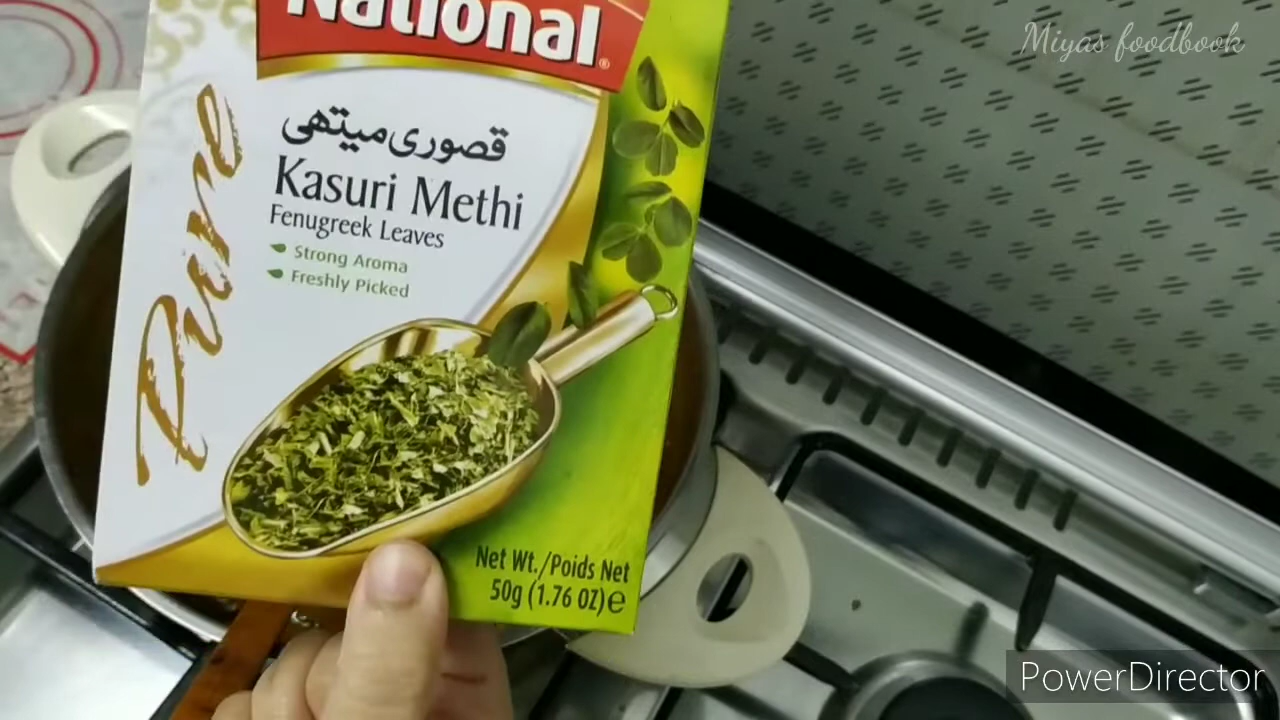 Miyas foodbook
National
Pure
قصوری میتھی
Kasuri Methi
Fenugreek Leaves
Strong Aroma
Freshly Picked
Net Wt./Poids Net
50g (1.76 OZ)e
PowerDirector